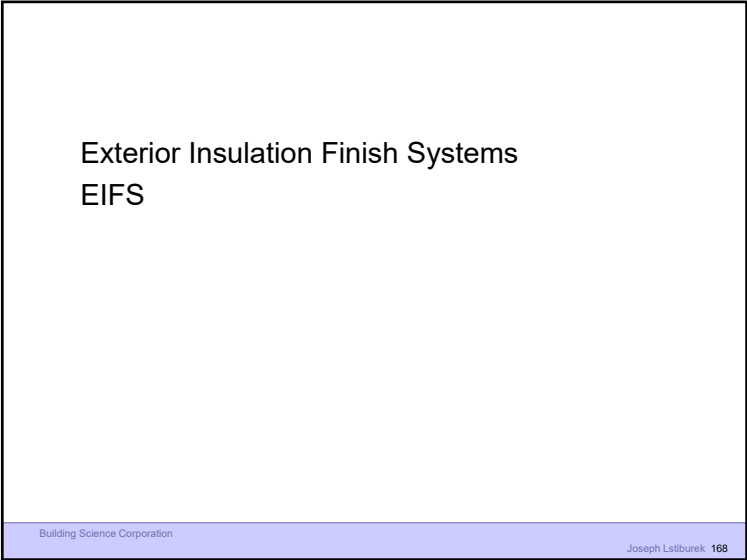 Exterior Insulation Finish Systems
EIFS
Building Science Corporation
Joseph Lstiburek 168